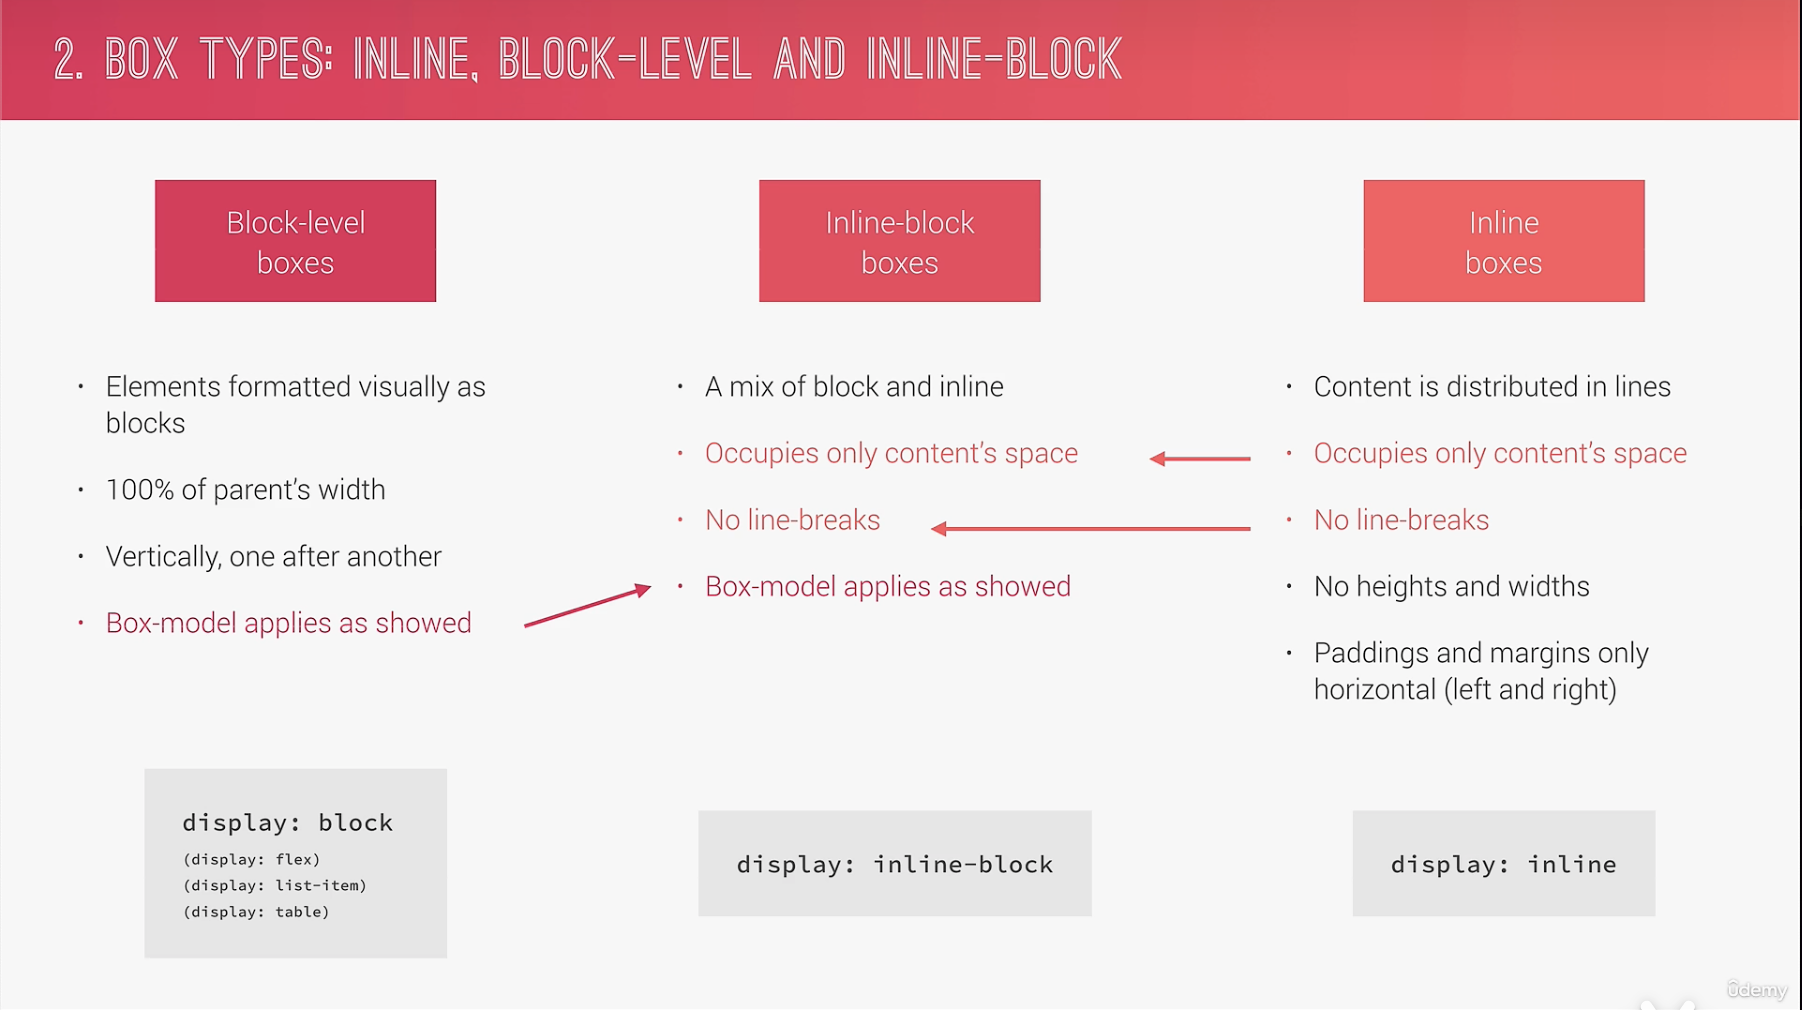 2. BOX TYPES: INLINE, BLOCK-LEVEL AND INLINE-BLOCK
Block-level
boxes
• Elements formatted visually as
blocks
• 100% of parent's width
• Vertically, one after another
• Box-model applies as showed
display: block
(display: flex)
(display: list-item)
(display: table)
Inline-block
boxes
• A mix of block and inline
• Occupies only content's space
• No line-breaks
• Box-model applies as showed
display: inline-block
Inline
boxes
• Content is distributed in lines
• Occupies only content's space
• No line-breaks
• No heights and widths
• Paddings and margins only
horizontal (left and right)
display: inline
ûdemy